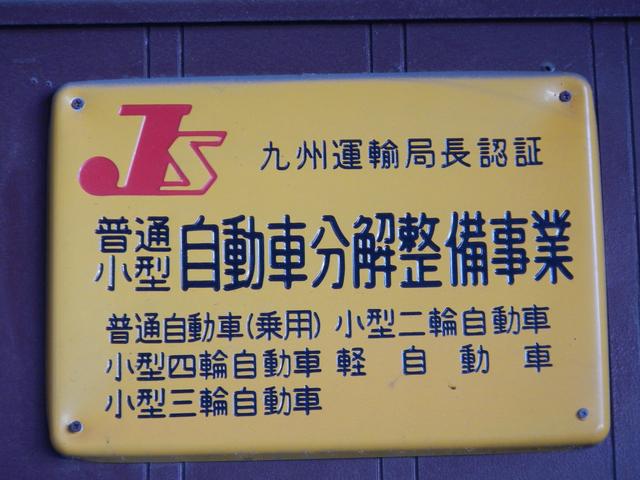 JS
九州運輸局長認証
普通
小型
自動車分解整備事業
普通自動車(乗用) 小型二輪自動車
小型四輪自動車 軽自動車
小型三輪自動車